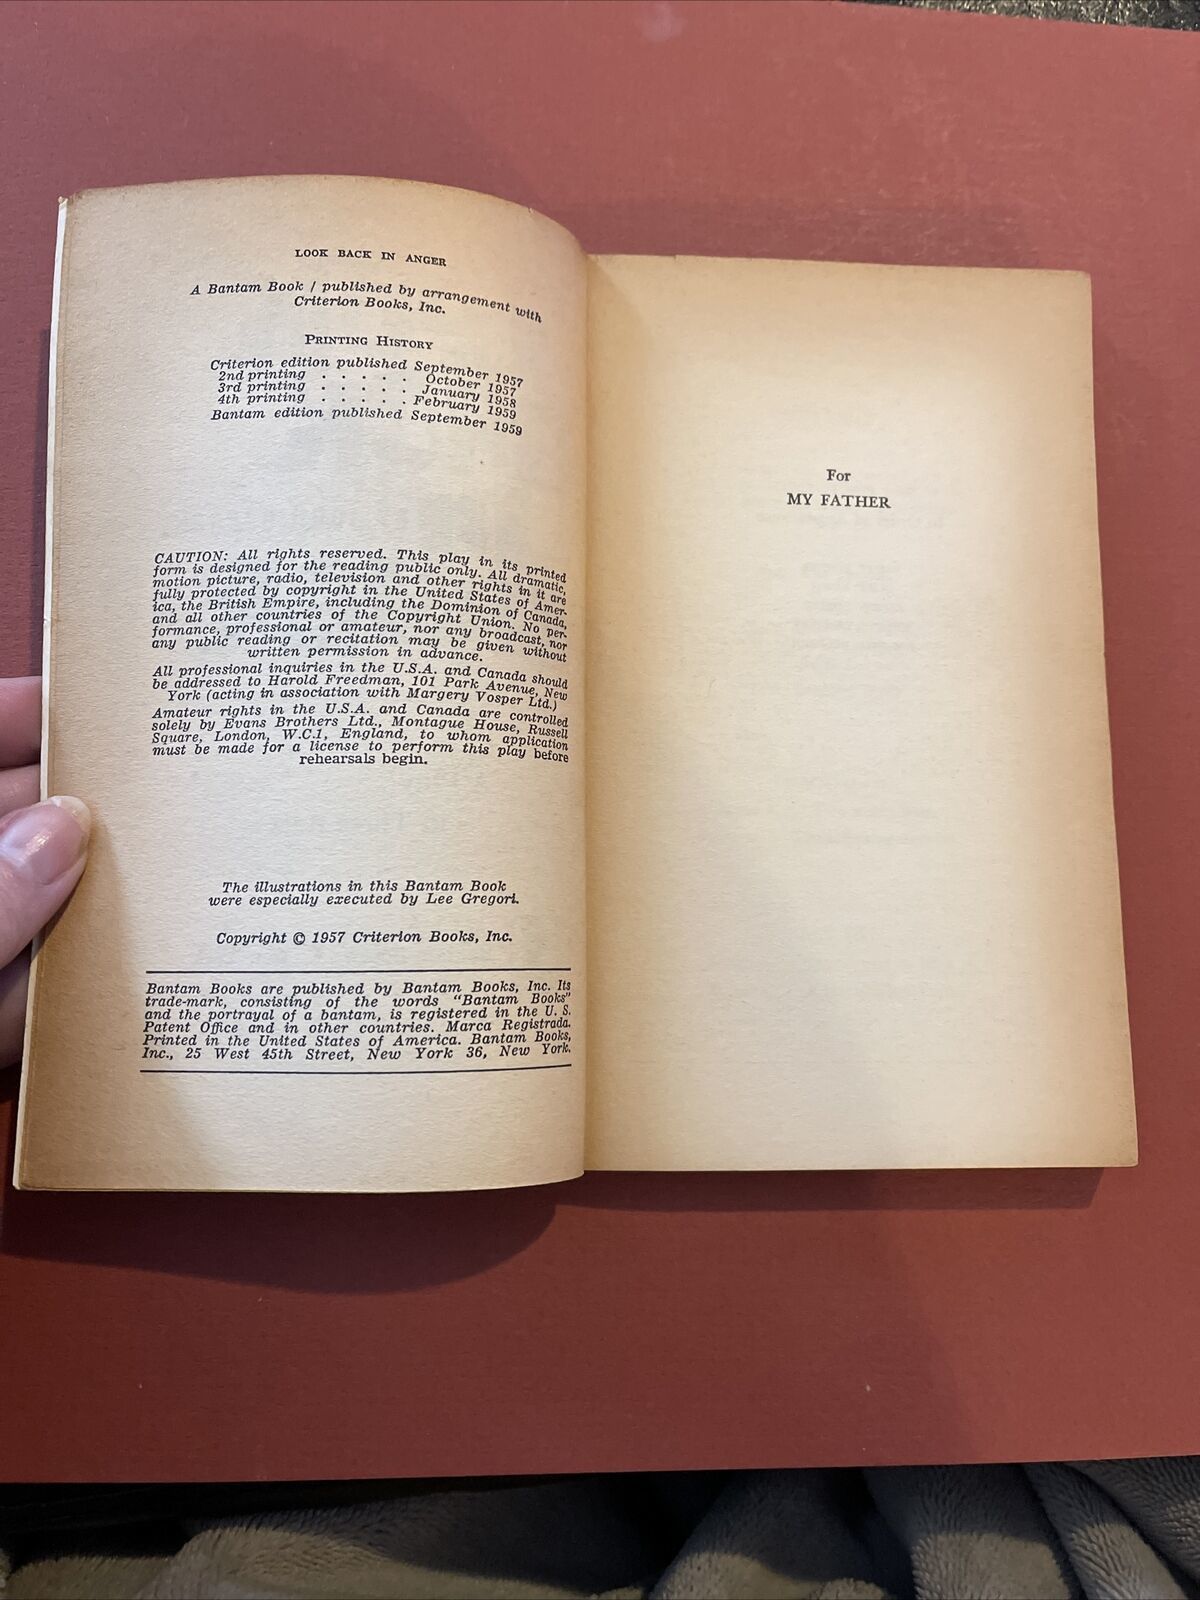 LOOK BACK IN ANGER
A Bantam Book / published by arrangement with
Criterion Books, Inc.
PRINTING HISTORY
Criterion edition published September 1957
2nd printing . . . . . October 1957
3rd printing . . . . . January 1958
4th printing . . . . . February 1959
Bantam edition published September 1959
CAUTION: All rights reserved. This play in its printed
form is designed for the reading public only. All dramatic,
motion picture, radio, television and other rights in it are
fully protected by copyright in the United States of Amer-
ica, the British Empire, including the Dominion of Canada,
and all other countries of the Copyright Union. No per-
formance, professional or amateur, nor any broadcast, nor
any public reading or recitation may be given without
written permission in advance.
All professional inquiries in the U.S.A. and Canada should
be addressed to Harold Freedman, 101 Park Avenue, New
York (acting in association with Margery Vosper Ltd.)
Amateur rights in the U.S.A. and Canada are controlled
solely by Evans Brothers Ltd., Montague House, Russell
Square, London, W.C.1, England, to whom application
must be made for a license to perform this play before
rehearsals begin.
The illustrations in this Bantam Book
were especially executed by Lee Gregori.
Copyright © 1957 Criterion Books, Inc.
Bantam Books are published by Bantam Books, Inc. Its
trade-mark, consisting of the words "Bantam Books"
and the portrayal of a bantam, is registered in the U. S.
Patent Office and in other countries. Marca Registrada.
Printed in the United States of America. Bantam Books,
Inc., 25 West 45th Street, New York 36, New York.
For
MY FATHER